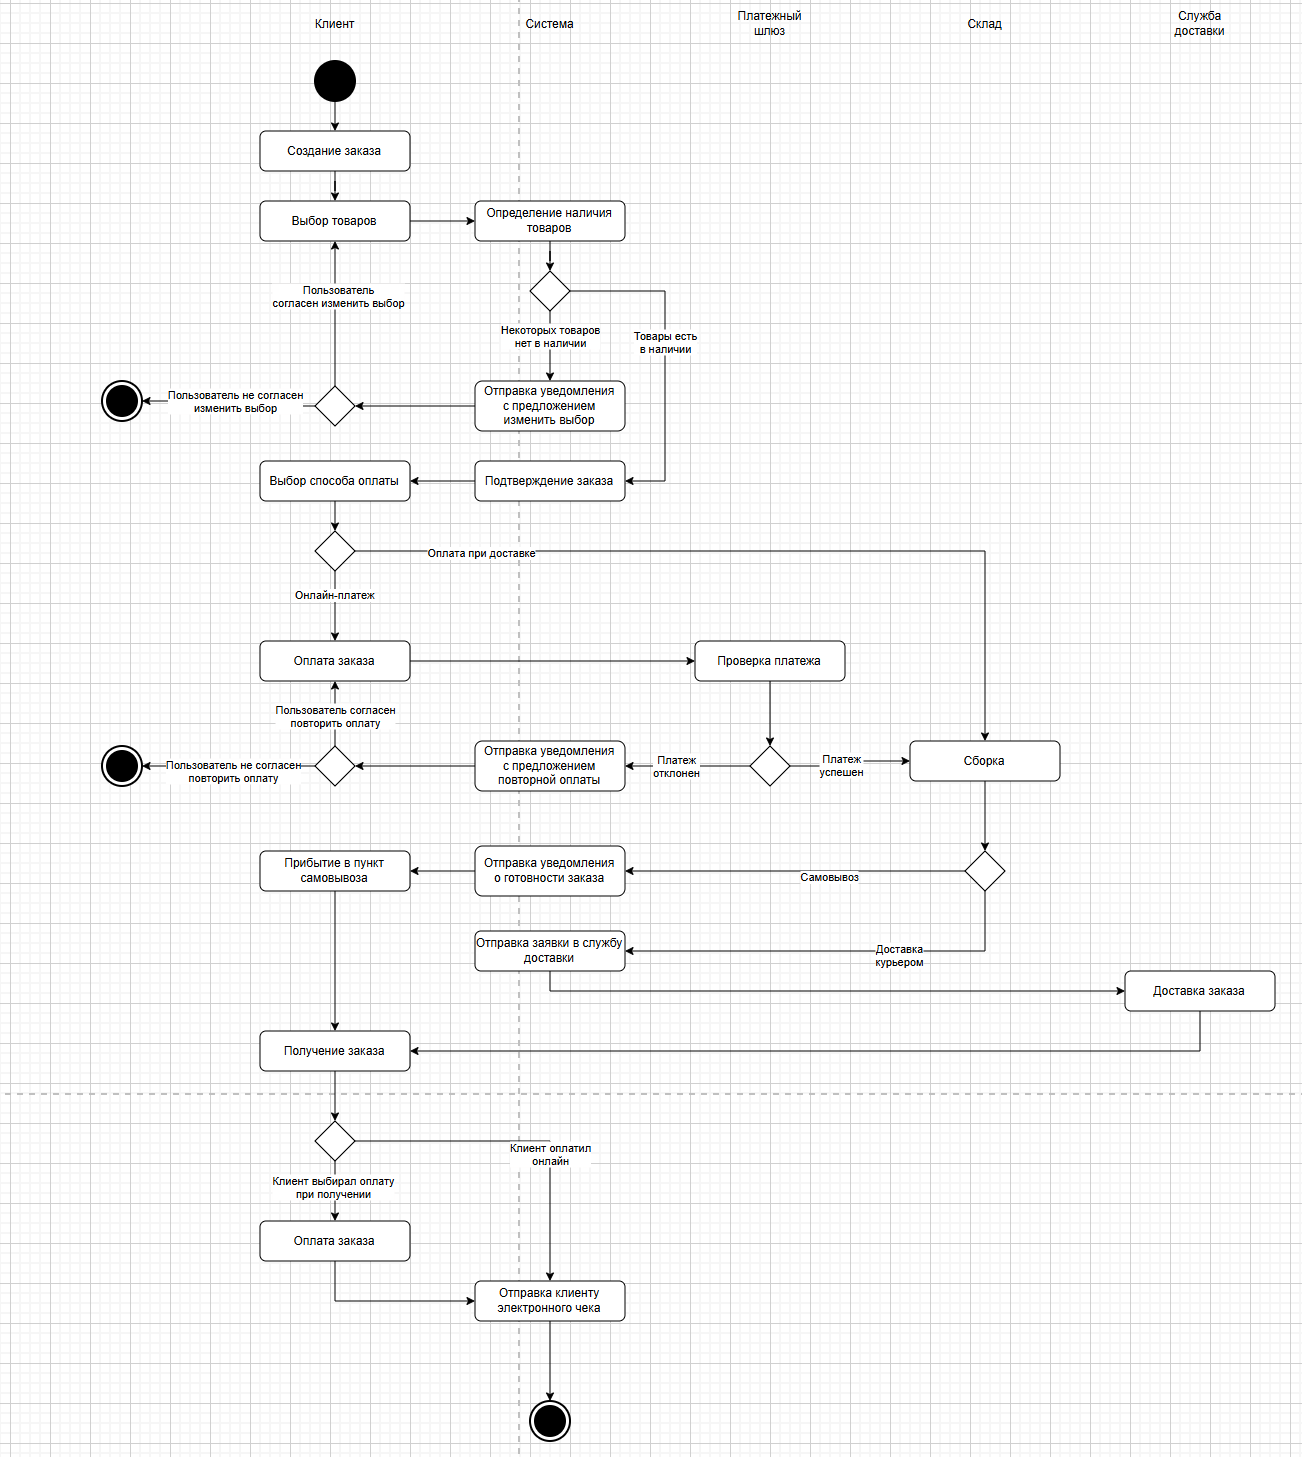 Клиент
Система
Платежный
шлюз
Склад
Служба
доставки
Создание заказа
Выбор товаров
Определение наличия
товаров
Пользователь
согласен изменить выбор
Некоторых товаров
нет в наличии
Товары есть
в наличии
Пользователь не согласен
изменить выбор
Отправка уведомления
с предложением
изменить выбор
Выбор способа оплаты
Подтверждение заказа
Оплата при доставке
Онлайн-платеж
Оплата заказа
Проверка платежа
Пользователь согласен
повторить оплату
Пользователь не согласен
повторить оплату
Отправка уведомления
с предложением
повторной оплаты
Платеж
отклонен
Платеж
успешен
Сборка
Прибытие в пункт
самовывоза
Отправка уведомления
о готовности заказа
Самовывоз
Отправка заявки в службу
доставки
Доставка
курьером
Доставка заказа
Получение заказа
Клиент оплатил
онлайн
Клиент выбирал оплату
при получении
Оплата заказа
Отправка клиенту
электронного чека